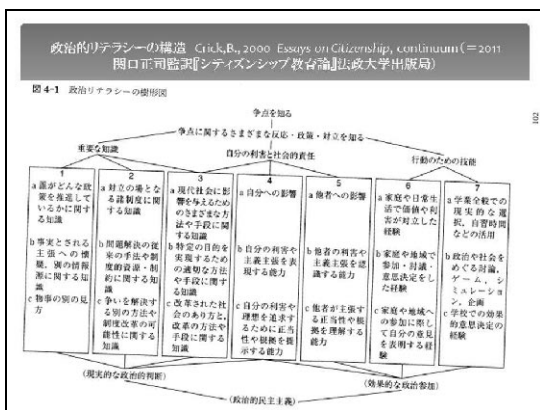 政治的リテラシーの構造 Crick,B., 2000 Essays on Citizenship, continuum(=2011
関口正司監訳『シティズンシップ教育論』法政大学出版局)
図4-1 政治リテラシーの樹形図
102
争点を知る
争点に関するさまざまな反応・政策・対立を知る
重要な知識
自分の利害と社会的責任
行動のための技能
1
a 誰がどんな政
策を推進して
いるかに関す
る知識
b 事実とされる
主張への懐
疑,別の情報
源に関する知
識
c 物事の別の見
方
2
a 対立の場とな
る諸制度に関
する知識
b 問題解決の従
来の手法や制
度的資源・制
約に関する知
識
c 争いを解決す
る別の方法や
制度改革の可
能性に関する
知識
3
a 現代社会に影
響を与えるため
のさまざまな方
法や手段に関す
る知識
b 特定の目的を
実現するため
の適切な方法
や手段に関す
る知識
c 改革された社
会のあり方と,
改革の方法や
手段に関する
知識
4
a 自分への影響
b 自分の利害や
主義主張を表
現する能力
c 自分の利害や
理想を追求す
るために正当
性や根拠を提
示する能力
5
a 他者への影響
b 他者の利害や
主義主張を認
識する能力
c 他者が主張す
る正当性や根
拠を理解する
能力
6
a 家庭や日常生
活で価値や利
害が対立した
経験
b 家庭や地域で
参加・討議・
意思決定をし
た経験
c 家庭や地域へ
の参加に際して
自分の意見を
表明する経
験
7
a 学業全般での
現実的な選
択,自習時間
などの活用
b 政治や社会を
めぐる討論,
ゲーム,シ
ミュレーショ
ン,企画
c 学校での効果
的意思決定の
経験
(現実的な政治的判断)
(効果的な政治参加)
(政治的民主主義)